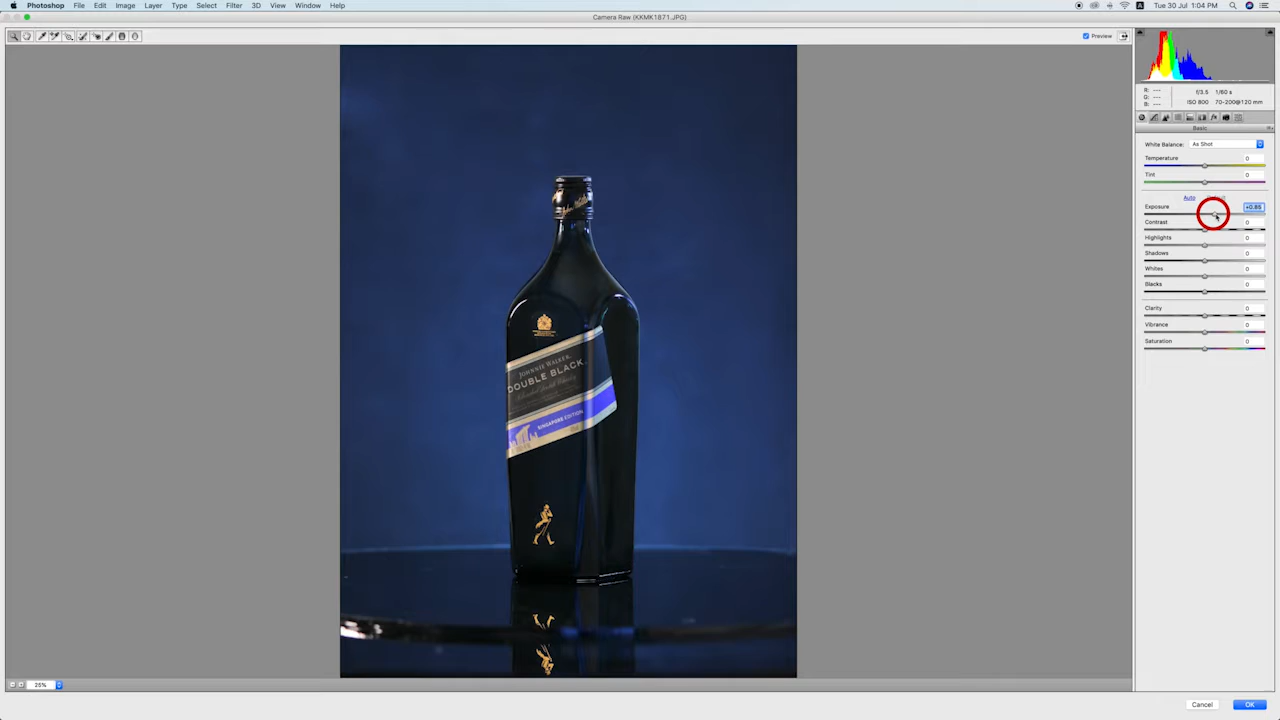 Photoshop File Edit Image Layer Type Select Filter 3D View Window Help
A Tue 30 Jul 1:04 PM
Camera Raw (KKMK1871.JPG)
Preview
R: ---
G: ---
B: ---
f/3.5 1/60 s
ISO 800 70-200@120 mm
Basic
White Balance: As Shot
Temperature 0
Tint 0
Auto
Exposure +0.85
Contrast 0
Highlights 0
Shadows 0
Whites 0
Blacks 0
Clarity 0
Vibrance 0
Saturation 0
JOHNNIE WALKER
DOUBLE BLACK
Blended Scotch Whisky
SINGAPORE EDITION
25%
Cancel OK